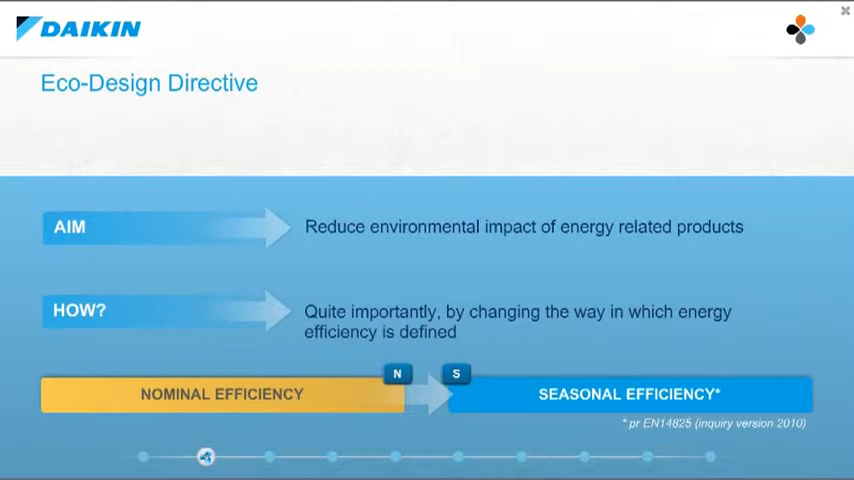 DAIKIN
Eco-Design Directive
AIM
Reduce environmental impact of energy related products
HOW?
Quite importantly, by changing the way in which energy
efficiency is defined
N
S
NOMINAL EFFICIENCY
SEASONAL EFFICIENCY*
* pr EN14825 (inquiry version 2010)